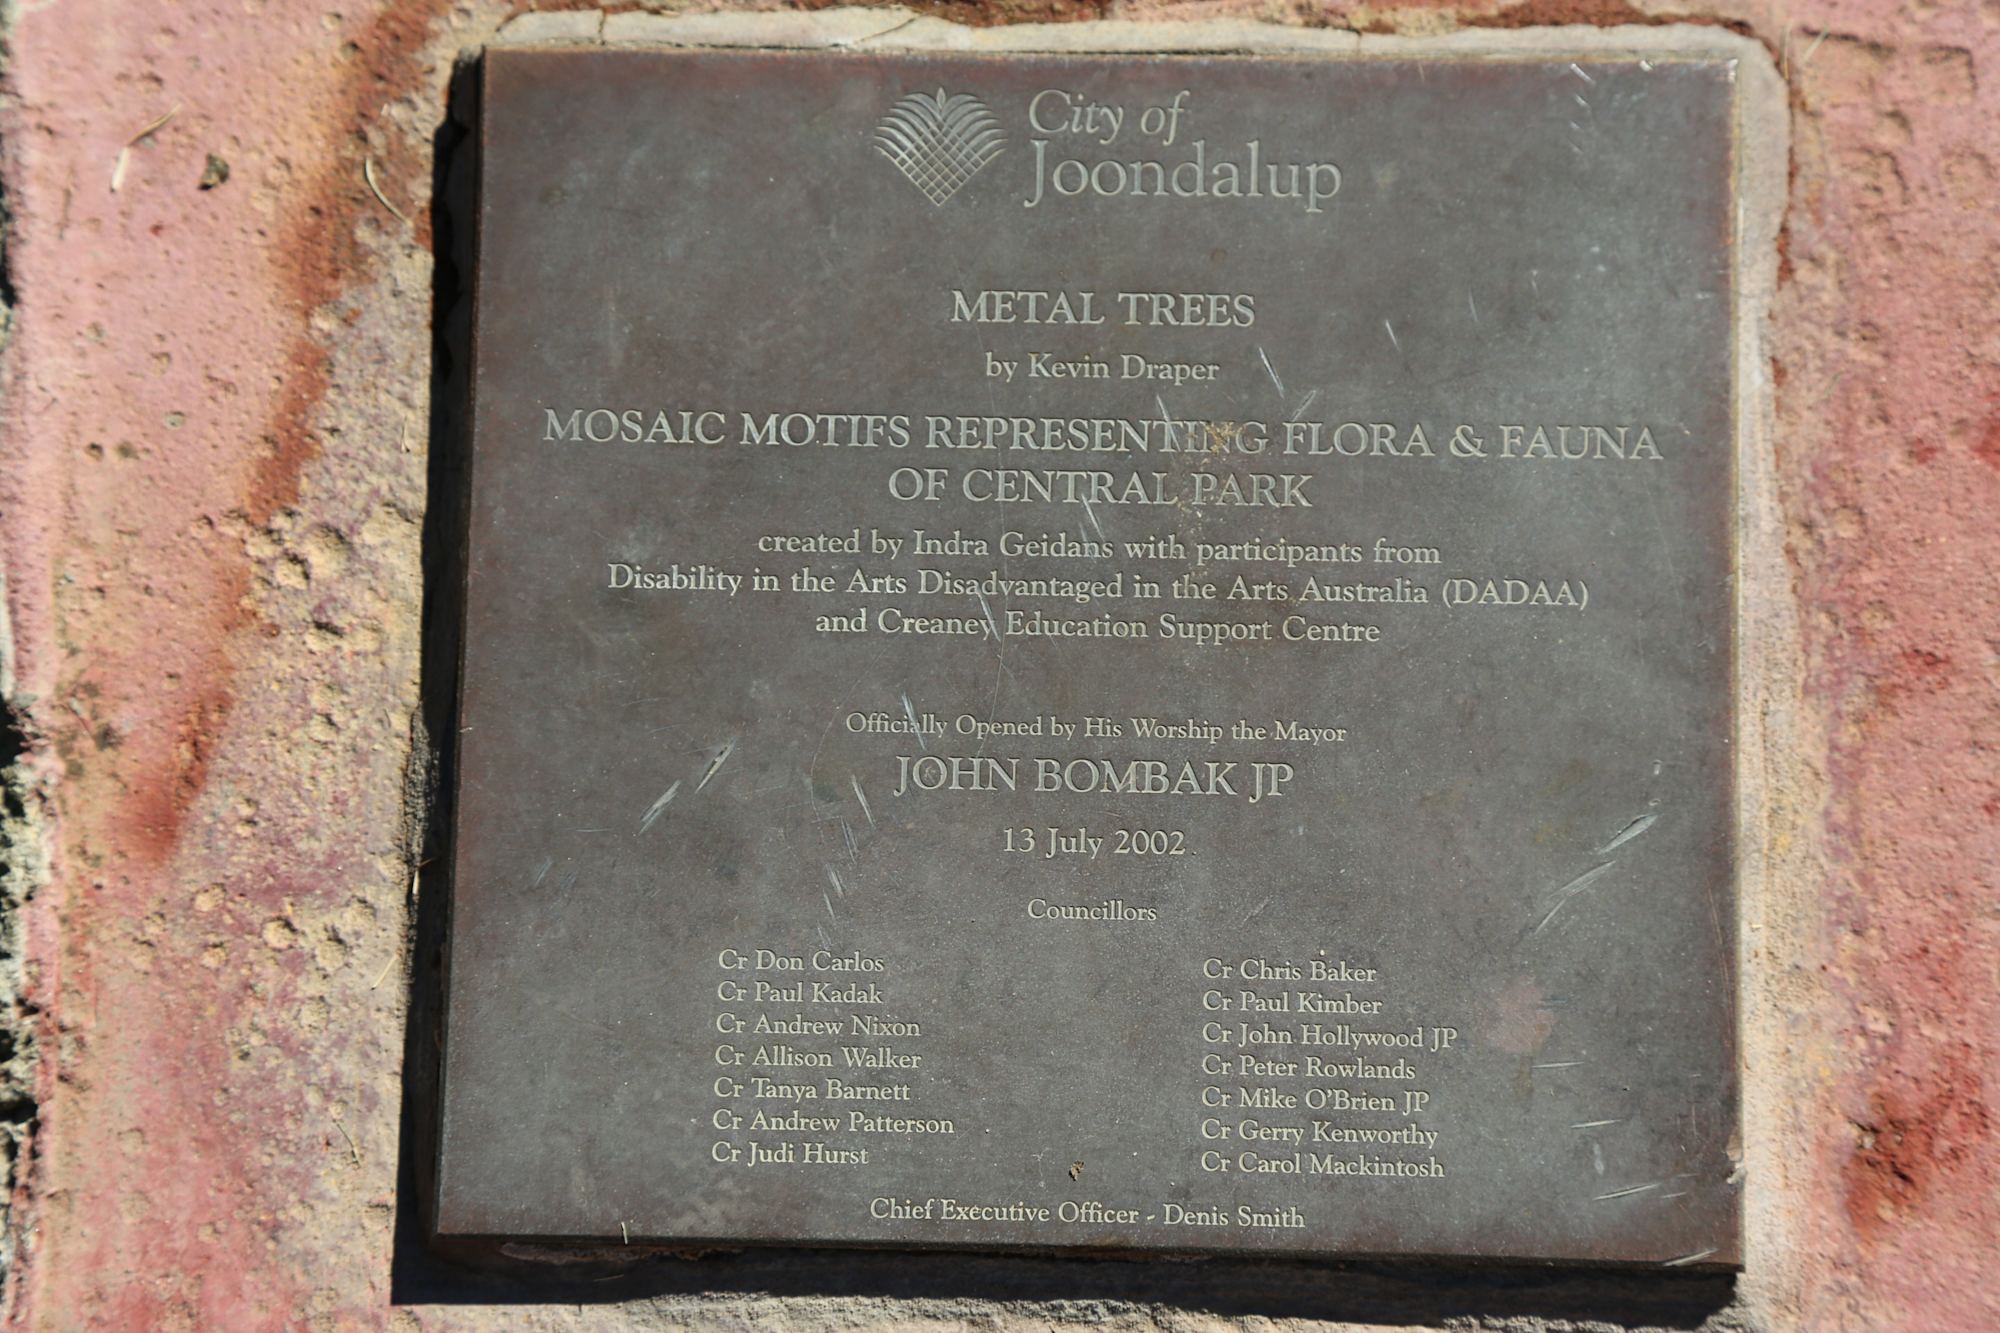 City of
Joondalup
METAL TREES
by Kevin Draper
MOSAIC MOTIFS REPRESENTING FLORA & FAUNA
OF CENTRAL PARK
created by Indra Geidans with participants from
Disability in the Arts Disadvantaged in the Arts Australia (DADAA)
and Creaney Education Support Centre
Officially Opened by His Worship the Mayor
JOHN BOMBAK JP
13 July 2002
Councillors
Cr Don Carlos
Cr Paul Kadak
Cr Andrew Nixon
Cr Allison Walker
Cr Tanya Barnett
Cr Andrew Patterson
Cr Judi Hurst
Cr Chris Baker
Cr Paul Kimber
Cr John Hollywood JP
Cr Peter Rowlands
Cr Mike O'Brien JP
Cr Gerry Kenworthy
Cr Carol Mackintosh
Chief Executive Officer - Denis Smith